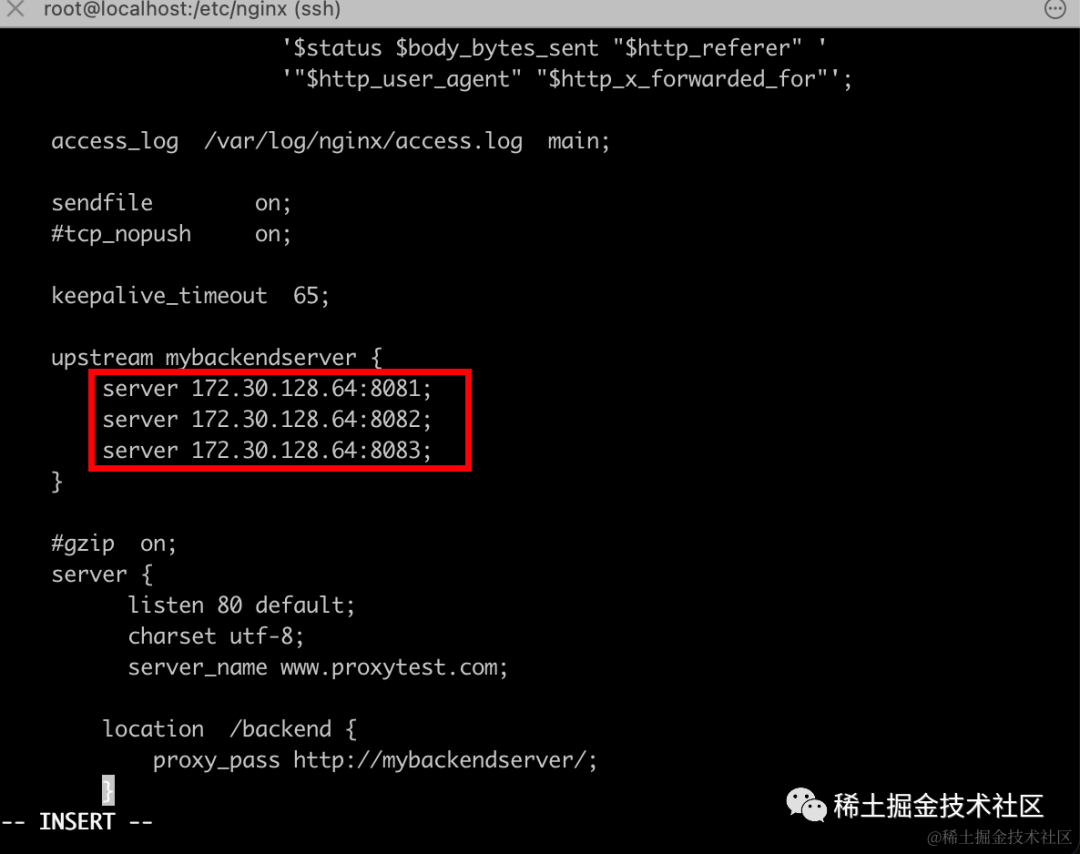 root@localhost:/etc/nginx (ssh)
'$status $body_bytes_sent "$http_referer" '
'"$http_user_agent" "$http_x_forwarded_for"';
access_log  /var/log/nginx/access.log  main;
sendfile        on;
#tcp_nopush     on;
keepalive_timeout  65;
upstream mybackendserver {
server 172.30.128.64:8081;
server 172.30.128.64:8082;
server 172.30.128.64:8083;
}
#gzip  on;
server {
listen 80 default;
charset utf-8;
server_name www.proxytest.com;
location  /backend {
proxy_pass http://mybackendserver/;
}
-- INSERT --
稀土掘金技术社区
@稀土掘金技术社区